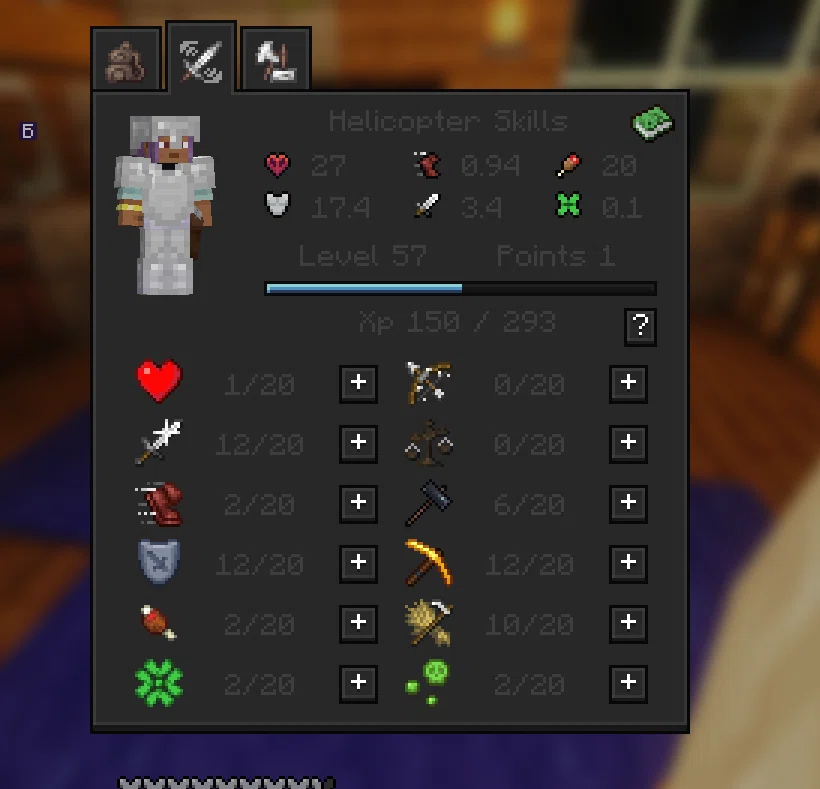 6
Helicopter Skills
27 0.94 20
17.4 3.4 0.1
Level 57 Points 1
Xp 150 / 293
?
1/20 + 0/20 +
12/20 + 0/20 +
2/20 + 6/20 +
12/20 + 12/20 +
2/20 + 10/20 +
2/20 + 2/20 +